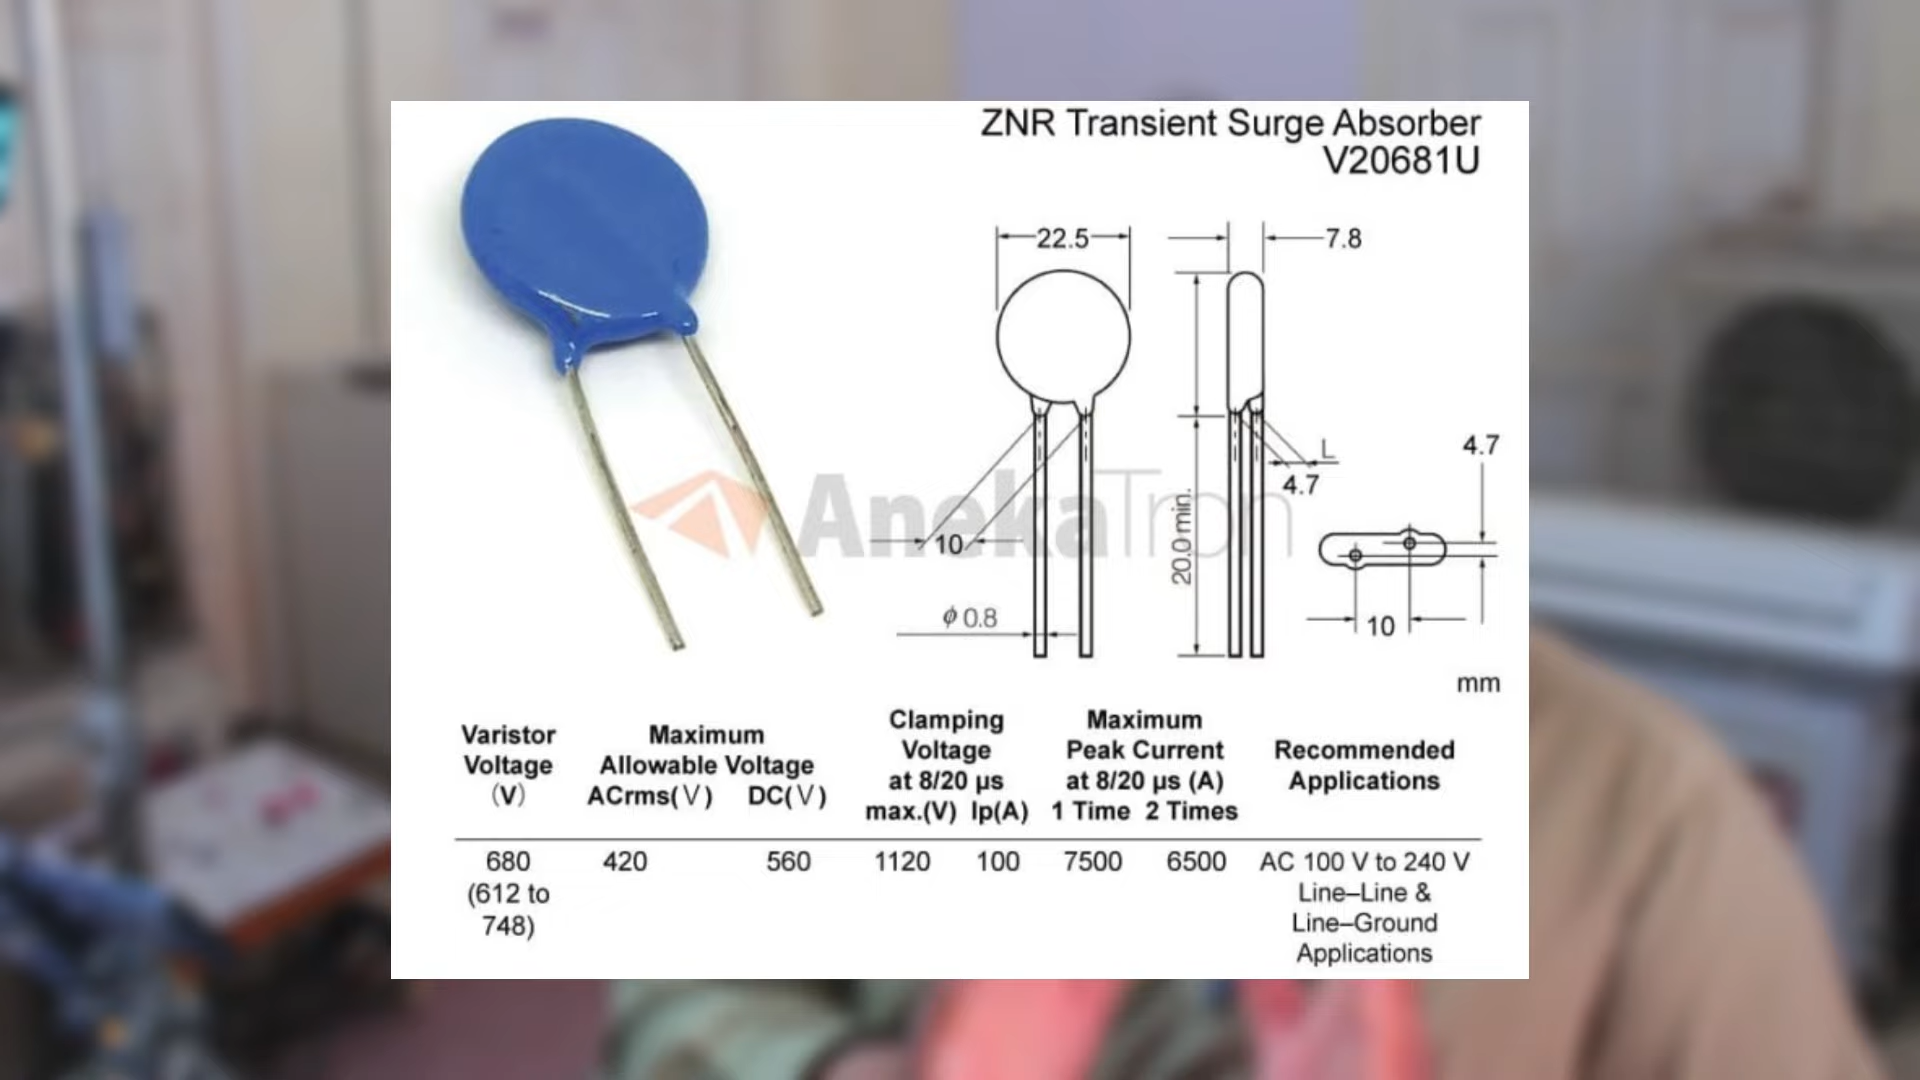 ZNR Transient Surge Absorber
V20681U
22.5
7.8
4.7
L
4.7
AnekaTron
10
20.0 min.
φ 0.8
10
mm
Varistor Voltage (V)
Maximum Allowable Voltage
ACrms(V) DC(V)
Clamping Voltage at 8/20 µs
max.(V) Ip(A)
Maximum Peak Current at 8/20 µs (A)
1 Time 2 Times
Recommended Applications
680 420 560 1120 100 7500 6500 AC 100 V to 240 V
(612 to Line–Line &
748) Line–Ground
Applications